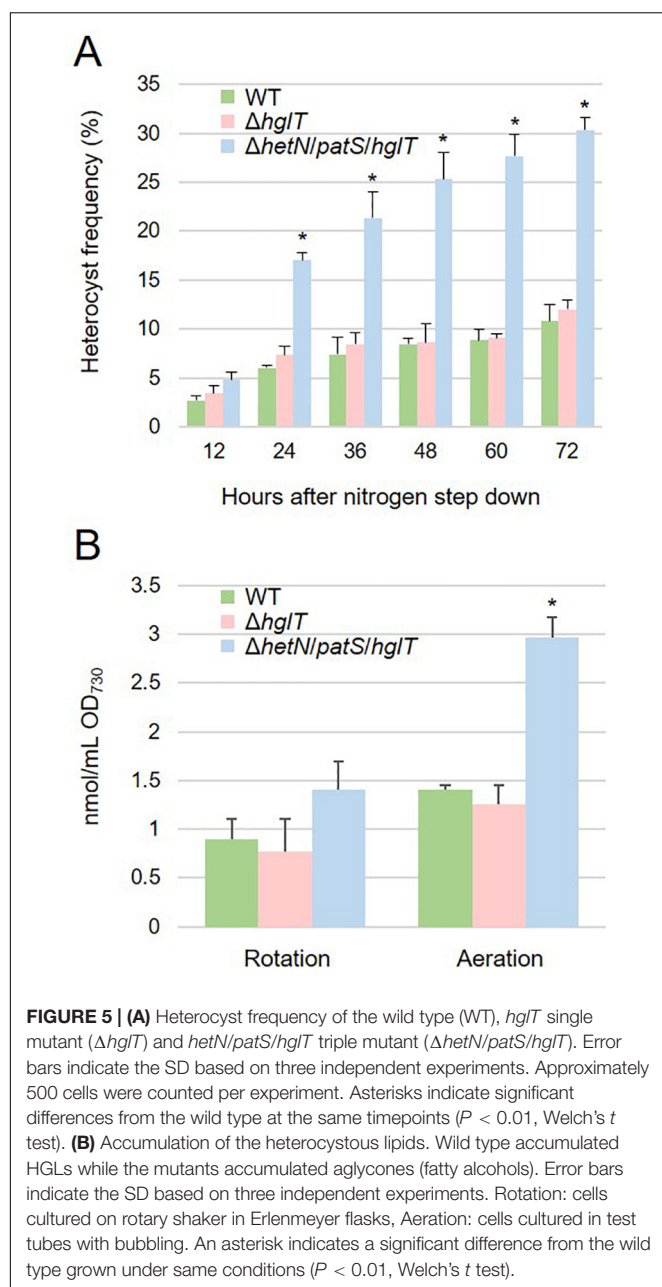 A
35
30
25
20
15
10
5
0
Heterocyst frequency (%)
WT
ΔhglT
ΔhetN/patS/hglT
*
*
*
*
*
12 24 36 48 60 72
Hours after nitrogen step down
B
3.5
3
2.5
2
1.5
1
0.5
0
nmol/mL OD730
WT
ΔhglT
ΔhetN/patS/hglT
*
Rotation Aeration
FIGURE 5 | (A) Heterocyst frequency of the wild type (WT), hglT single
mutant (ΔhglT) and hetN/patS/hglT triple mutant (ΔhetN/patS/hglT). Error
bars indicate the SD based on three independent experiments. Approximately
500 cells were counted per experiment. Asterisks indicate significant
differences from the wild type at the same timepoints (P < 0.01, Welch's t
test). (B) Accumulation of the heterocystous lipids. Wild type accumulated
HGLs while the mutants accumulated aglycones (fatty alcohols). Error bars
indicate the SD based on three independent experiments. Rotation: cells
cultured on rotary shaker in Erlenmeyer flasks, Aeration: cells cultured in test
tubes with bubbling. An asterisk indicates a significant difference from the wild
type grown under same conditions (P < 0.01, Welch's t test).